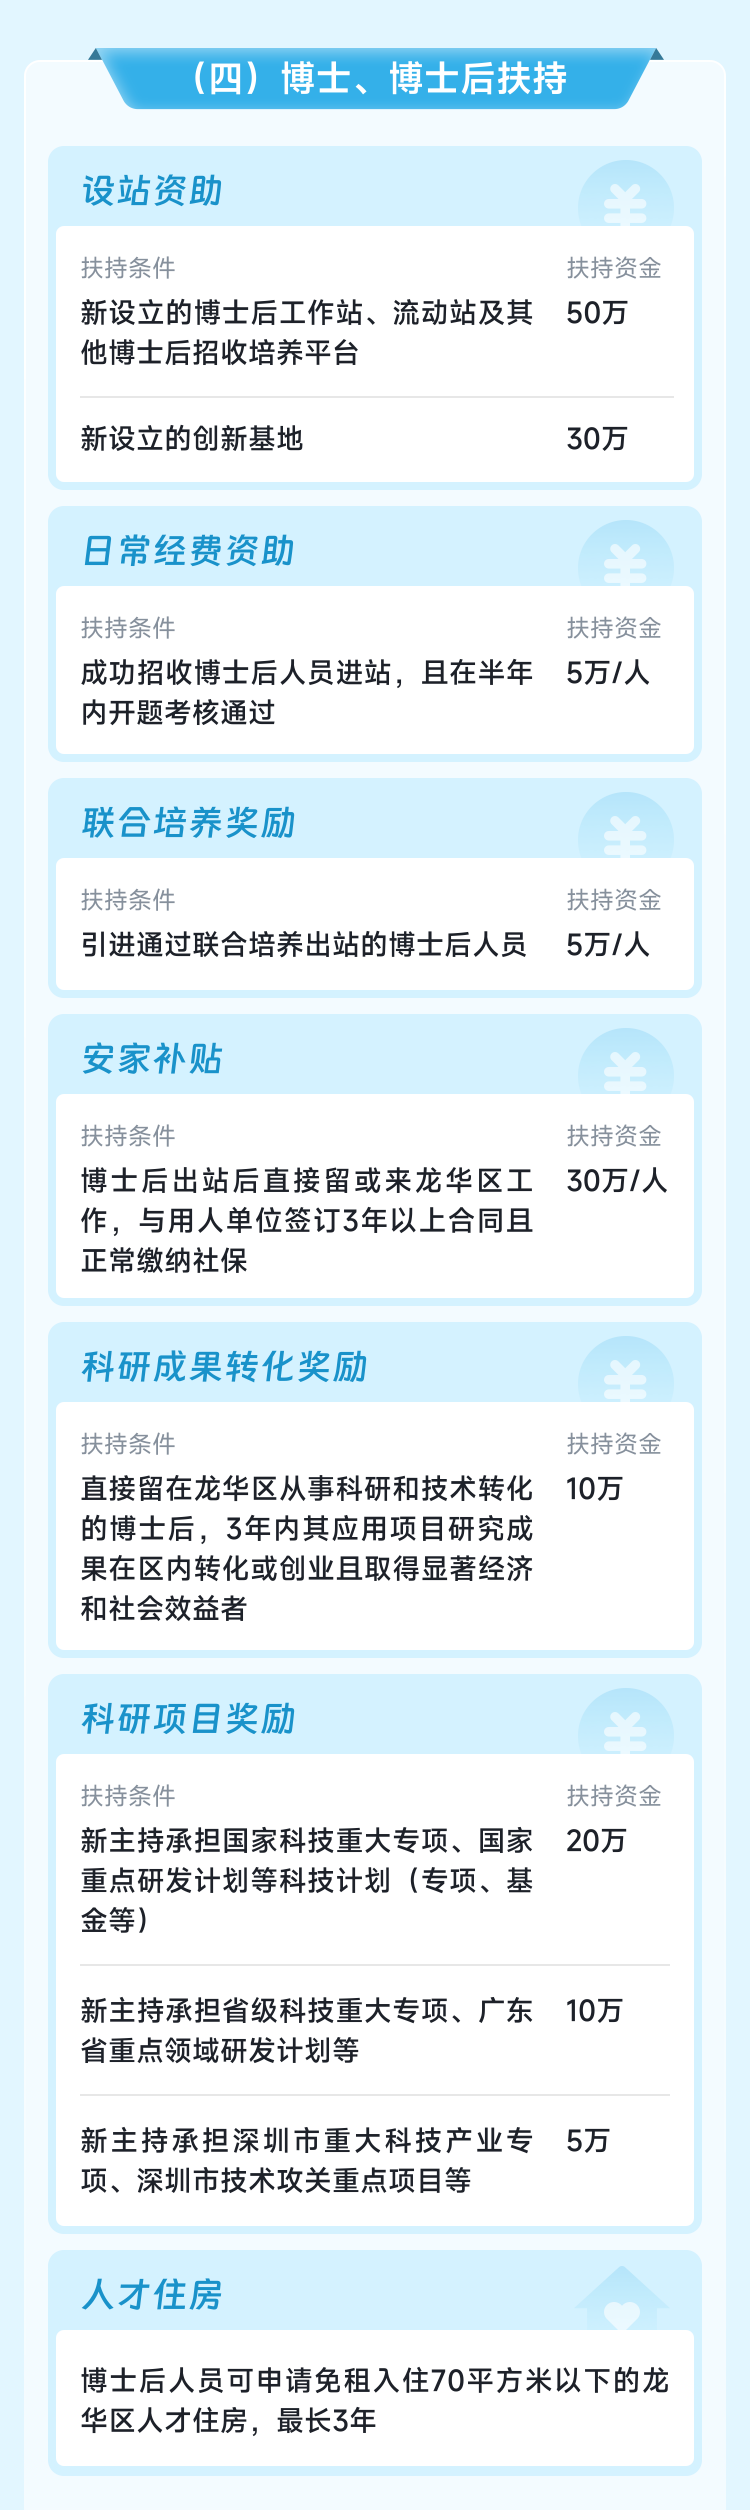 （四）博士、博士后扶持
设站资助
扶持条件 扶持资金
新设立的博士后工作站、流动站及其 50万
他博士后招收培养平台
新设立的创新基地 30万
日常经费资助
扶持条件 扶持资金
成功招收博士后人员进站，且在半年 5万/人
内开题考核通过
联合培养奖励
扶持条件 扶持资金
引进通过联合培养出站的博士后人员 5万/人
安家补贴
扶持条件 扶持资金
博士后出站后直接留或来龙华区工 30万/人
作，与用人单位签订3年以上合同且
正常缴纳社保
科研成果转化奖励
扶持条件 扶持资金
直接留在龙华区从事科研和技术转化 10万
的博士后，3年内其应用项目研究成
果在区内转化或创业且取得显著经济
和社会效益者
科研项目奖励
扶持条件 扶持资金
新主持承担国家科技重大专项、国家 20万
重点研发计划等科技计划（专项、基
金等）
新主持承担省级科技重大专项、广东 10万
省重点领域研发计划等
新主持承担深圳市重大科技产业专 5万
项、深圳市技术攻关重点项目等
人才住房
博士后人员可申请免租入住70平方米以下的龙
华区人才住房，最长3年